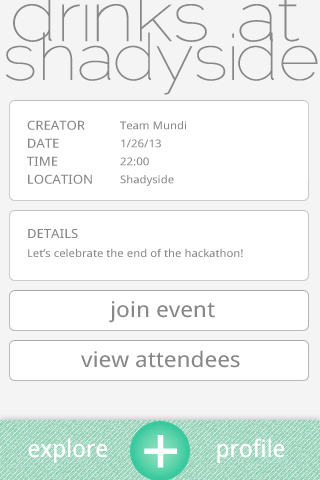 drinks at
shadyside
CREATOR Team Mundi
DATE 1/26/13
TIME 22:00
LOCATION Shadyside
DETAILS
Let's celebrate the end of the hackathon!
join event
view attendees
explore + profile